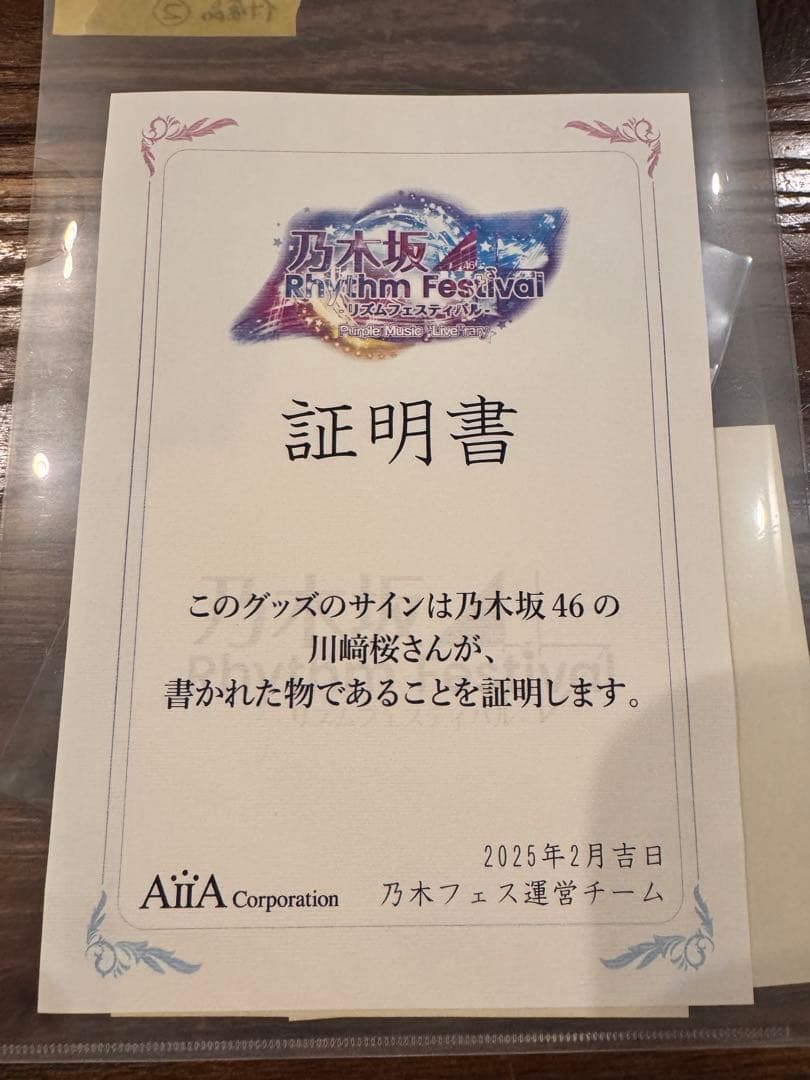 乃木坂46
Rhythm Festival
-リズムフェスティバル-
Purple Music "Live"rary
証明書
このグッズのサインは乃木坂46の
川﨑桜さんが、
書かれた物であることを証明します。
2025年2月吉日
AiiA Corporation
乃木フェス運営チーム